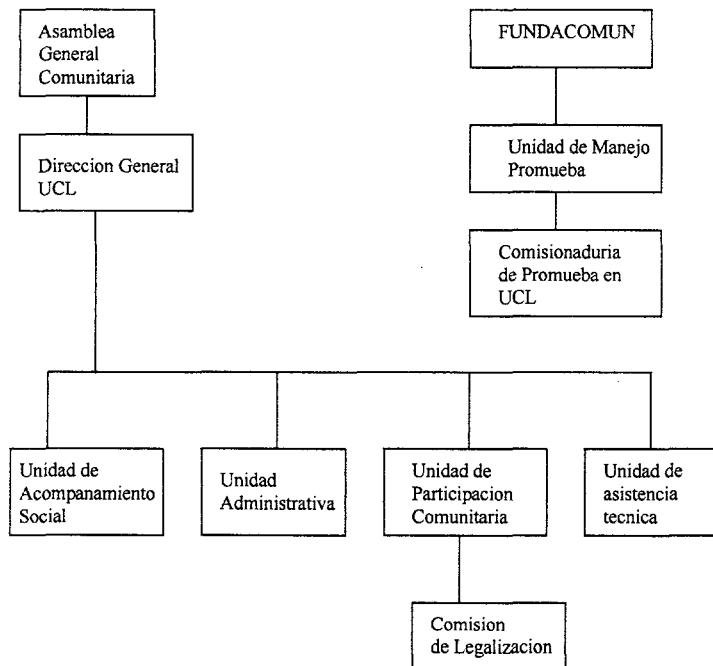 Asamblea
General
Comunitaria
FUNDACOMUN
Direccion General
UCL
Unidad de Manejo
Promueba
Comisionaduria
de Promueba en
UCL
Unidad de
Acompanamiento
Social
Unidad
Administrativa
Unidad de
Participacion
Comunitaria
Unidad de
asistencia
tecnica
Comision
de Legalizacion